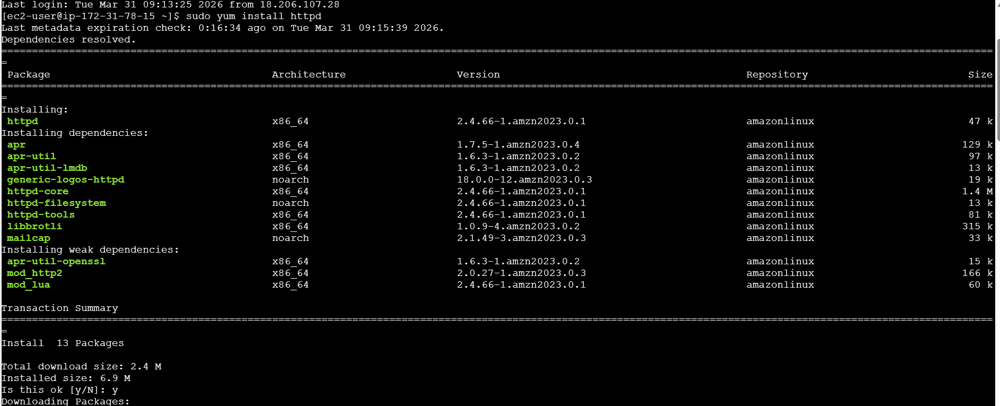 Last login: Tue Mar 31 09:13:25 2026 from 18.206.107.28
[ec2-user@ip-172-31-78-15 ~]$ sudo yum install httpd
Last metadata expiration check: 0:16:34 ago on Tue Mar 31 09:15:39 2026.
Dependencies resolved.
=================================================================================================================================================================
=
Package Architecture Version Repository Size
=================================================================================================================================================================
=
Installing:
httpd x86_64 2.4.66-1.amzn2023.0.1 amazonlinux 47 k
Installing dependencies:
apr x86_64 1.7.5-1.amzn2023.0.4 amazonlinux 129 k
apr-util x86_64 1.6.3-1.amzn2023.0.2 amazonlinux 97 k
apr-util-lmdb x86_64 1.6.3-1.amzn2023.0.2 amazonlinux 13 k
generic-logos-httpd noarch 18.0.0-12.amzn2023.0.3 amazonlinux 19 k
httpd-core x86_64 2.4.66-1.amzn2023.0.1 amazonlinux 1.4 M
httpd-filesystem noarch 2.4.66-1.amzn2023.0.1 amazonlinux 13 k
httpd-tools x86_64 2.4.66-1.amzn2023.0.1 amazonlinux 81 k
libbrotli x86_64 1.0.9-4.amzn2023.0.2 amazonlinux 315 k
mailcap noarch 2.1.49-3.amzn2023.0.3 amazonlinux 33 k
Installing weak dependencies:
apr-util-openssl x86_64 1.6.3-1.amzn2023.0.2 amazonlinux 15 k
mod_http2 x86_64 2.0.27-1.amzn2023.0.3 amazonlinux 166 k
mod_lua x86_64 2.4.66-1.amzn2023.0.1 amazonlinux 60 k
Transaction Summary
=================================================================================================================================================================
=
Install 13 Packages
Total download size: 2.4 M
Installed size: 6.9 M
Is this ok [y/N]: y
Downloading Packages: